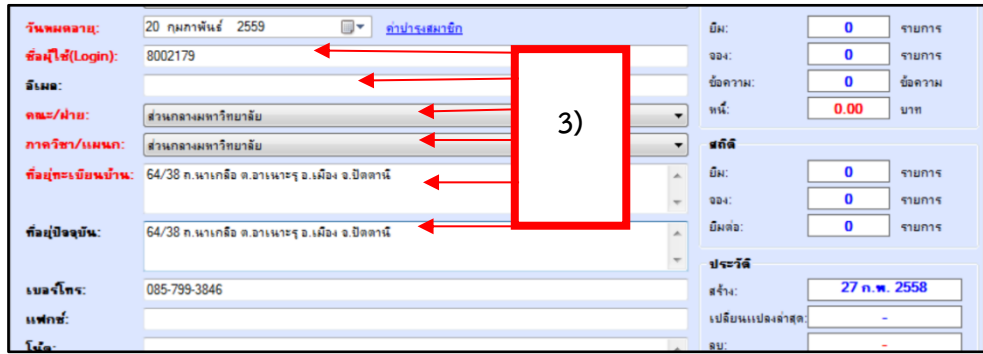 วันหมดอายุ: 20 กุมภาพันธ์ 2559 ค่าบำรุงสมาชิก
ชื่อผู้ใช้(Login): 8002179
อีเมล:
คณะ/ฝ่าย: ส่วนกลางมหาวิทยาลัย
ภาควิชา/แผนก: ส่วนกลางมหาวิทยาลัย
ที่อยู่ทะเบียนบ้าน: 64/38 ถ.นาเกลือ ต.อาเนาะรู อ.เมือง จ.ปัตตานี
ที่อยู่ปัจจุบัน: 64/38 ถ.นาเกลือ ต.อาเนาะรุ อ.เมือง จ.ปัตตานี
เบอร์โทร: 085-799-3846
แฟกซ์:
โน้ต:
3)
ยืม: 0 รายการ
จอง: 0 รายการ
ข้อความ: 0 ข้อความ
หนี้: 0.00 บาท
สถิติ
ยืม: 0 รายการ
จอง: 0 รายการ
ยืมต่อ: 0 รายการ
ประวัติ
สร้าง: 27 ก.พ. 2558
เปลี่ยนแปลงล่าสุด: -
ลบ: -